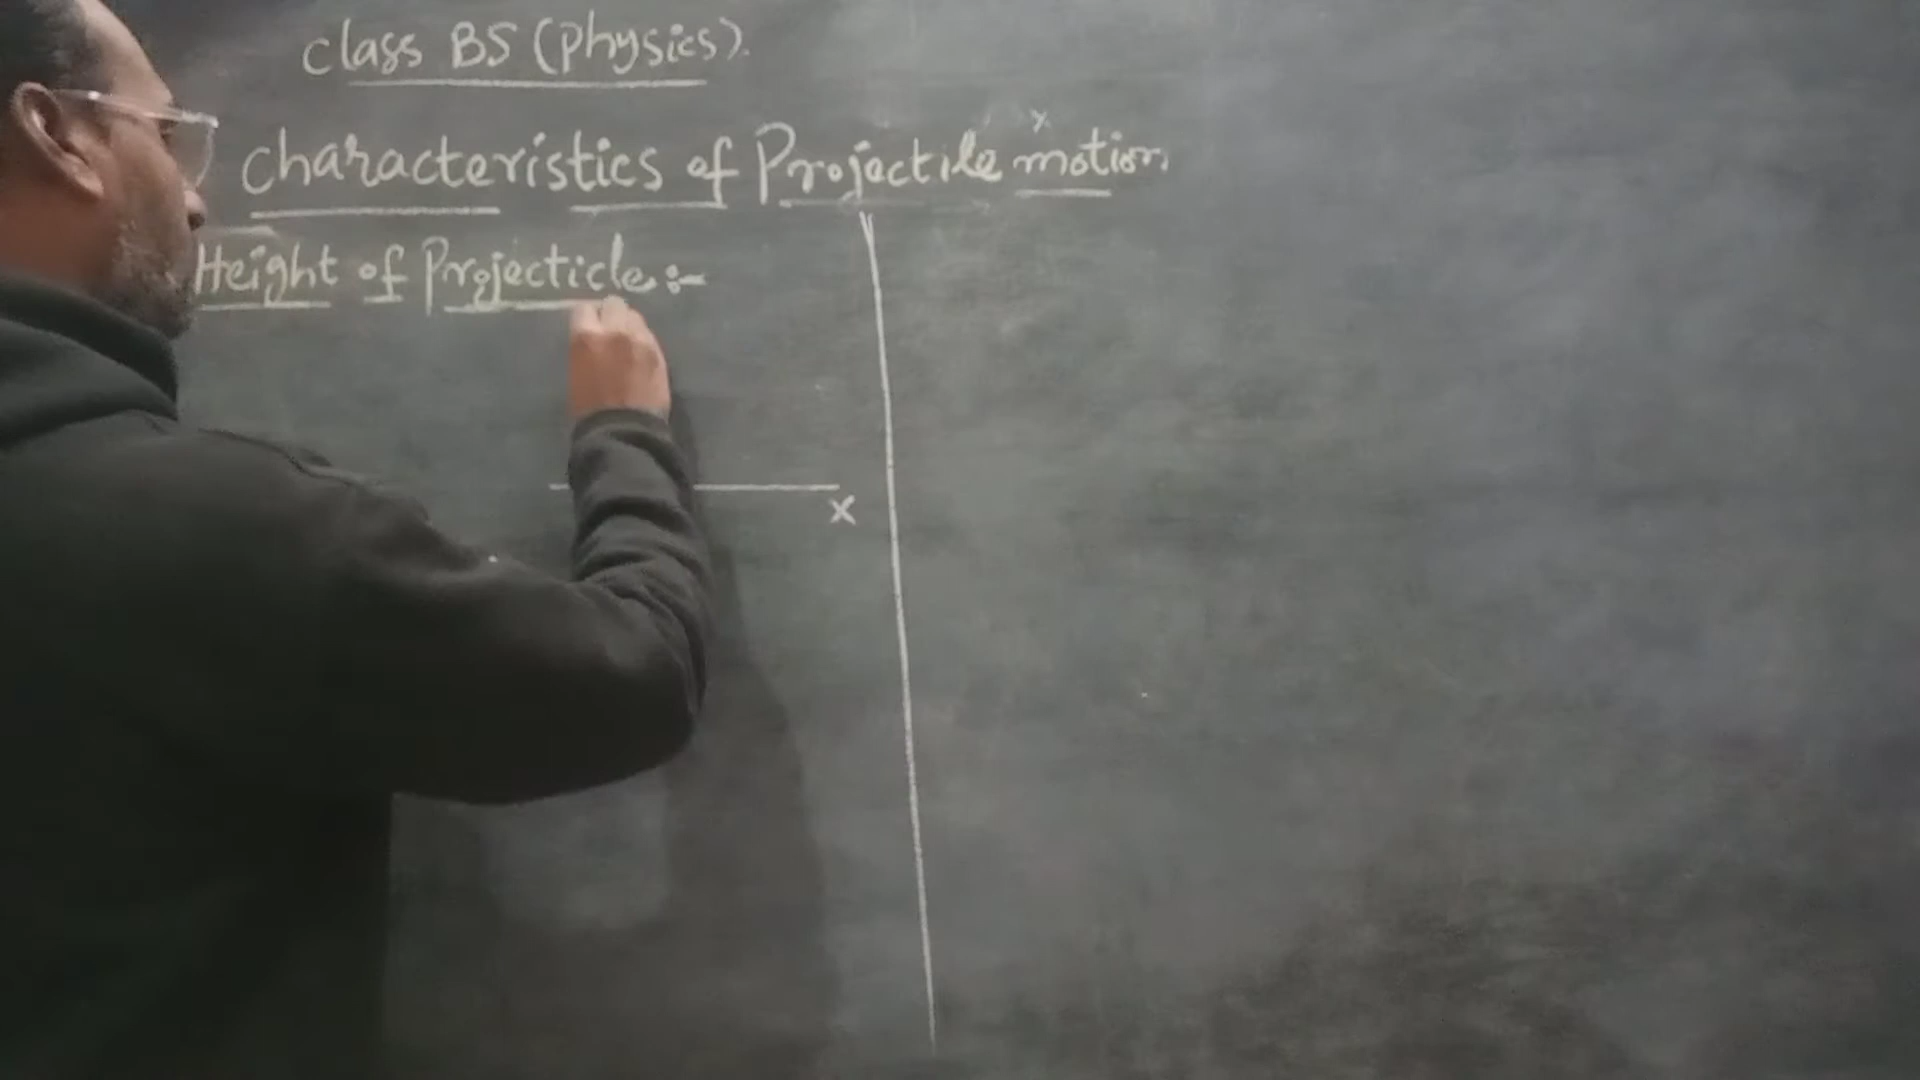 Class BS (Physics).
Characteristics of Projectile motion.
Height of Projecticle:-
x